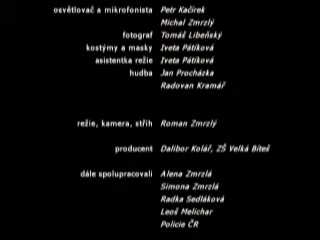 osvětlovač a mikrofonista Petr Kačírek
Michal Zmrzlý
fotograf Tomáš Libeňský
kostýmy a masky Iveta Pátíková
asistentka režie Iveta Pátíková
hudba Jan Procházka
Radovan Kramář
režie, kamera, střih Roman Zmrzlý
producent Dalibor Kolář, ZŠ Velká Bíteš
dále spolupracovali Alena Zmrzlá
Simona Zmrzlá
Radka Sedláková
Leoš Melichar
Policie ČR